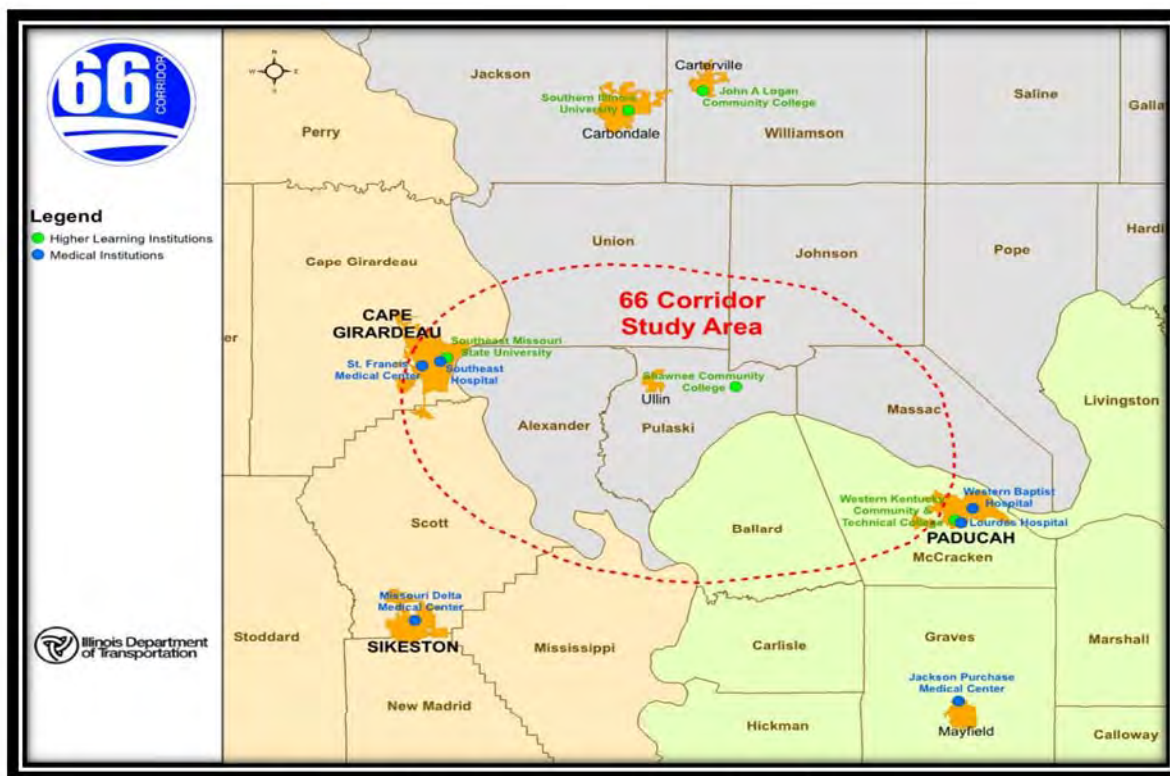 66
CORRIDOR
Legend
Higher Learning Institutions
Medical Institutions
Illinois Department
of Transportation
N
W
E
S
Jackson
Carterville
John A Logan
Community College
Saline
Southern Illinois
University
Carbondale
Williamson
Perry
Union
Johnson
Pope
Cape Girardeau
66 Corridor
Study Area
CAPE
GIRARDEAU
Southeast Missouri
State University
St. Francis
Medical Center
Southeast
Hospital
Shawnee Community
College
Ullin
Massac
Livingston
Alexander
Pulaski
Scott
Ballard
Western Kentucky
Community &
Technical College
Western Baptist
Hospital
Lourdes Hospital
PADUCAH
McCracken
Missouri Delta
Medical Center
SIKESTON
Stoddard
Mississippi
Carlisle
Graves
Marshall
Jackson Purchase
Medical Center
New Madrid
Hickman
Mayfield
Calloway
er
Galla
Hardi